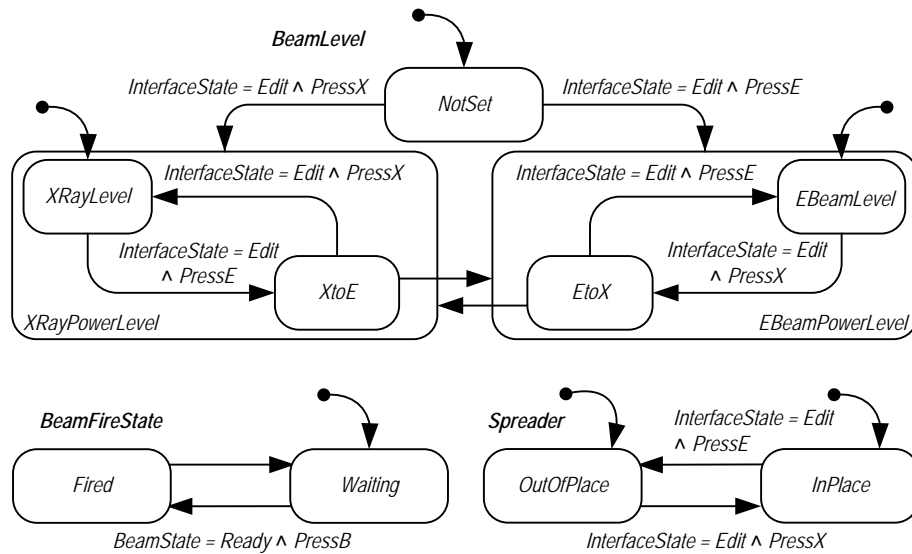 BeamLevel
InterfaceState = Edit ∧ PressX
NotSet
InterfaceState = Edit ∧ PressE
XRayLevel
InterfaceState = Edit ∧ PressX
InterfaceState = Edit ∧ PressE
EBeamLevel
InterfaceState = Edit
∧ PressE
InterfaceState = Edit
∧ PressX
XtoE
EtoX
XRayPowerLevel
EBeamPowerLevel
BeamFireState
Spreader
InterfaceState = Edit
∧ PressE
Fired
Waiting
OutOfPlace
InPlace
BeamState = Ready ∧ PressB
InterfaceState = Edit ∧ PressX